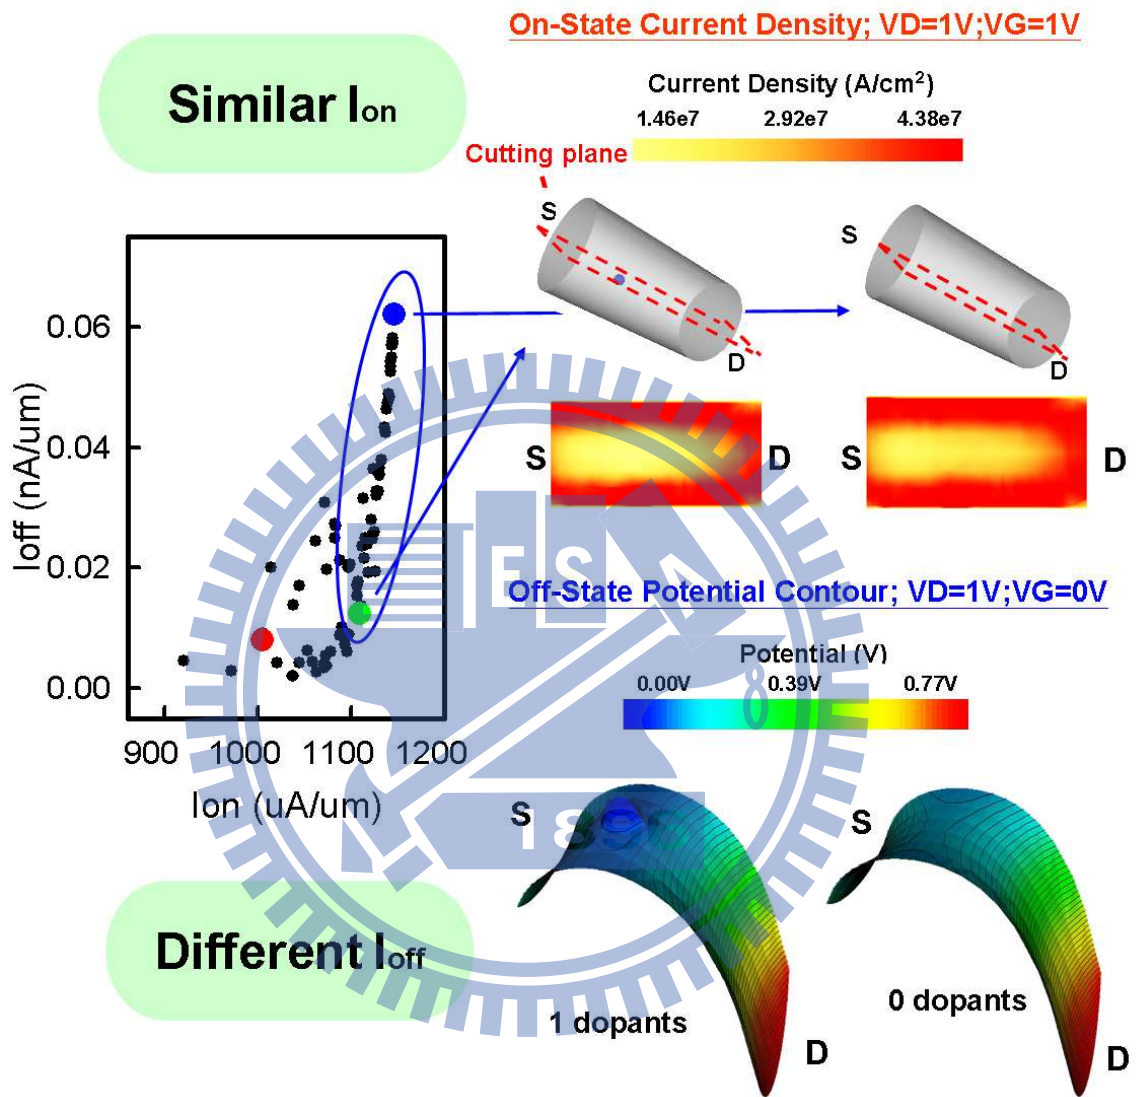 On-State Current Density; VD=1V;VG=1V
Similar Ion
Current Density (A/cm²)
1.46e7 2.92e7 4.38e7
Cutting plane
S
D
S
D
0.06
0.04
0.02
0.00
Ioff (nA/um)
900 1000 1100 1200
Ion (uA/um)
S D
S D
Off-State Potential Contour; VD=1V;VG=0V
Potential (V)
0.00V 0.39V 0.77V
S
D
S
D
Different Ioff
1 dopants
0 dopants
ES
A
1896